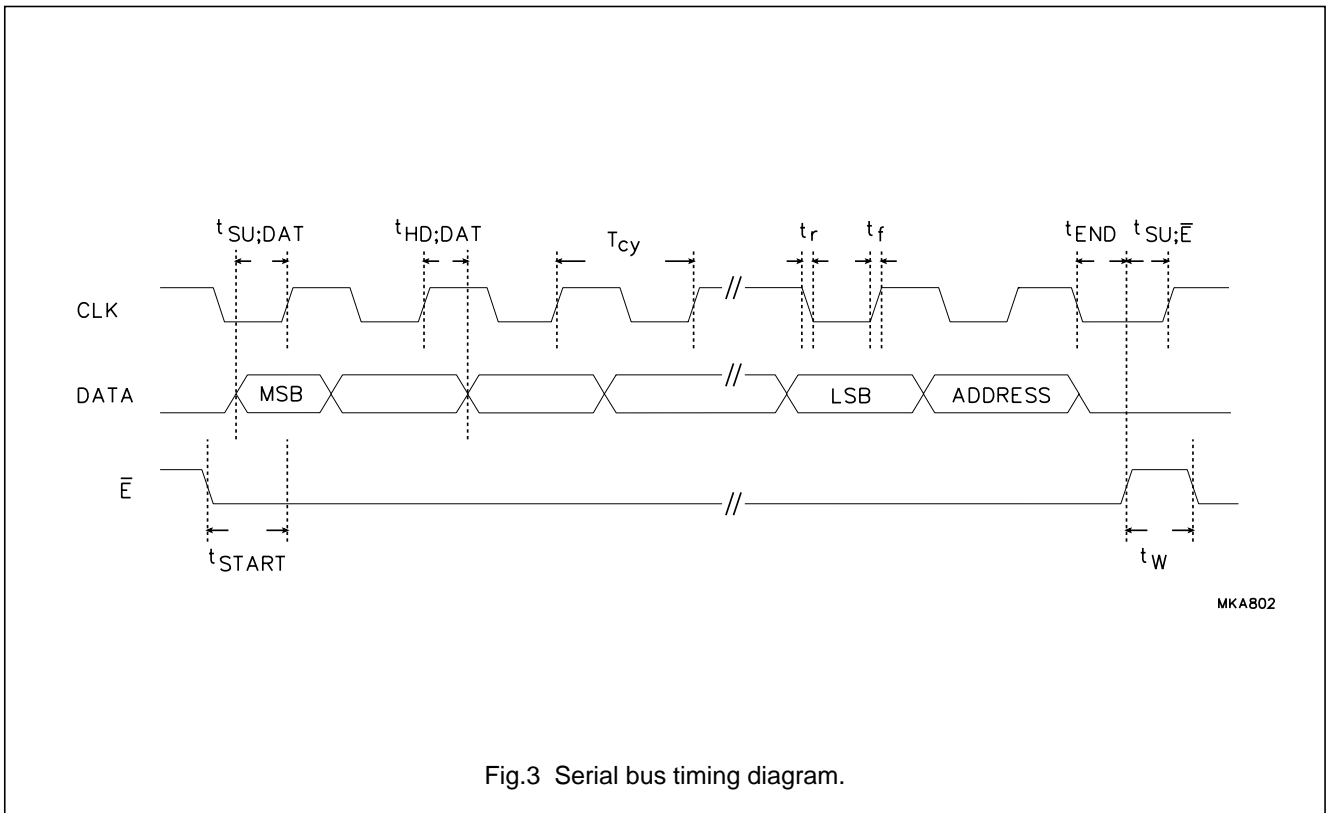 tSU;DAT tHD;DAT Tcy tr tf tEND tSU;E̅
CLK
DATA MSB LSB ADDRESS
E̅
tSTART tW
MKA802
Fig.3 Serial bus timing diagram.